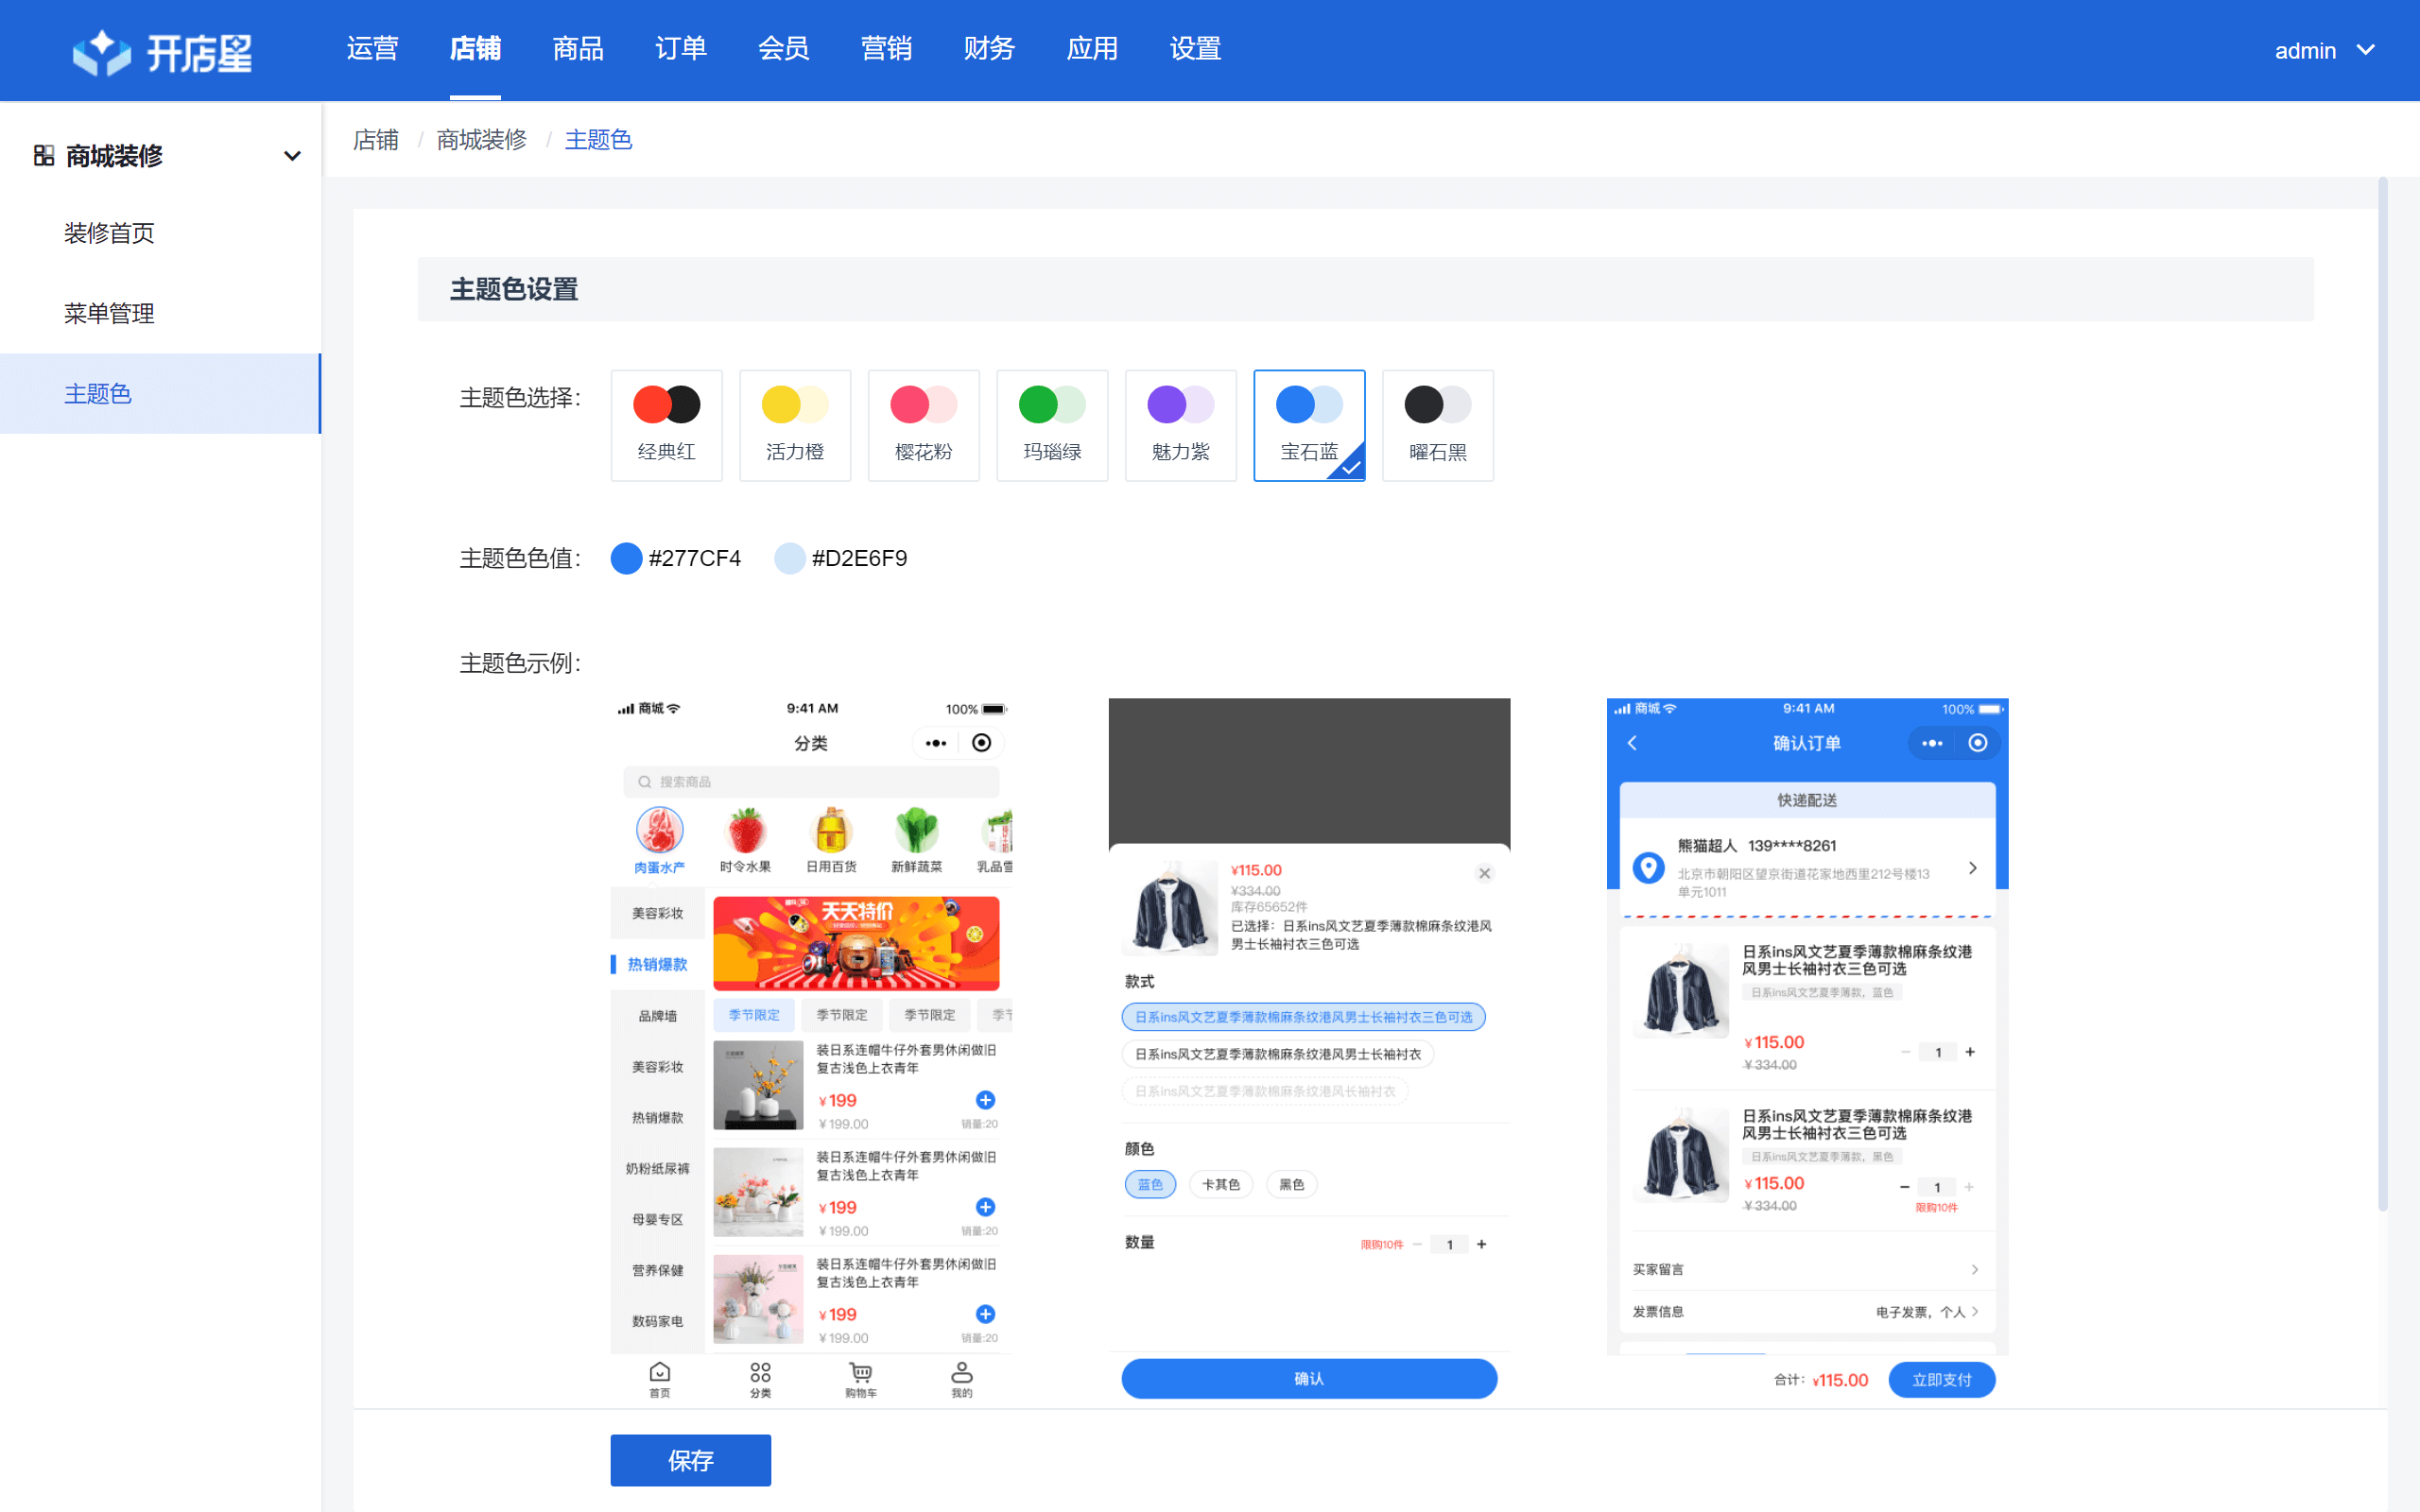 开店星
运营 店铺 商品 订单 会员 营销 财务 应用 设置
admin
商城装修
装修首页
菜单管理
主题色
店铺 / 商城装修 / 主题色
主题色设置
主题色选择:
经典红 活力橙 樱花粉 玛瑙绿 魅力紫 宝石蓝 曜石黑
主题色色值:
#277CF4 #D2E6F9
主题色示例:
商城 9:41 AM 100%
分类
搜索商品
肉蛋水产 时令水果 日用百货 新鲜蔬菜 乳品雪
美容彩妆
热销爆款
品牌墙
美容彩妆
热销爆款
奶粉纸尿裤
母婴专区
营养保健
数码家电
天天特价
季节限定 季节限定 季节限定 季节
装日系连帽牛仔外套男休闲做旧
复古浅色上衣青年
¥199
¥199.00 销量:20
装日系连帽牛仔外套男休闲做旧
复古浅色上衣青年
¥199
¥199.00 销量:20
装日系连帽牛仔外套男休闲做旧
复古浅色上衣青年
¥199
¥199.00 销量:20
首页 分类 购物车 我的
¥115.00
¥334.00
库存65652件
已选择：日系ins风文艺夏季薄款棉麻条纹港风
男士长袖衬衣三色可选
款式
日系ins风文艺夏季薄款棉麻条纹港风男士长袖衬衣三色可选
日系ins风文艺夏季薄款棉麻条纹港风男士长袖衬衣
日系ins风文艺夏季薄款棉麻条纹港风长袖衬衣
颜色
蓝色 卡其色 黑色
数量 限购10件 − 1 +
确认
商城 9:41 AM 100%
确认订单
快递配送
熊猫超人 139****8261
北京市朝阳区望京街道花家地西里212号楼13
单元1011
日系ins风文艺夏季薄款棉麻条纹港
风男士长袖衬衣三色可选
日系ins风文艺夏季薄款，蓝色
¥115.00
¥334.00
− 1 +
日系ins风文艺夏季薄款棉麻条纹港
风男士长袖衬衣三色可选
日系ins风文艺夏季薄款，黑色
¥115.00
¥334.00
− 1 +
限购10件
买家留言
发票信息 电子发票，个人
合计：¥115.00 立即支付
保存